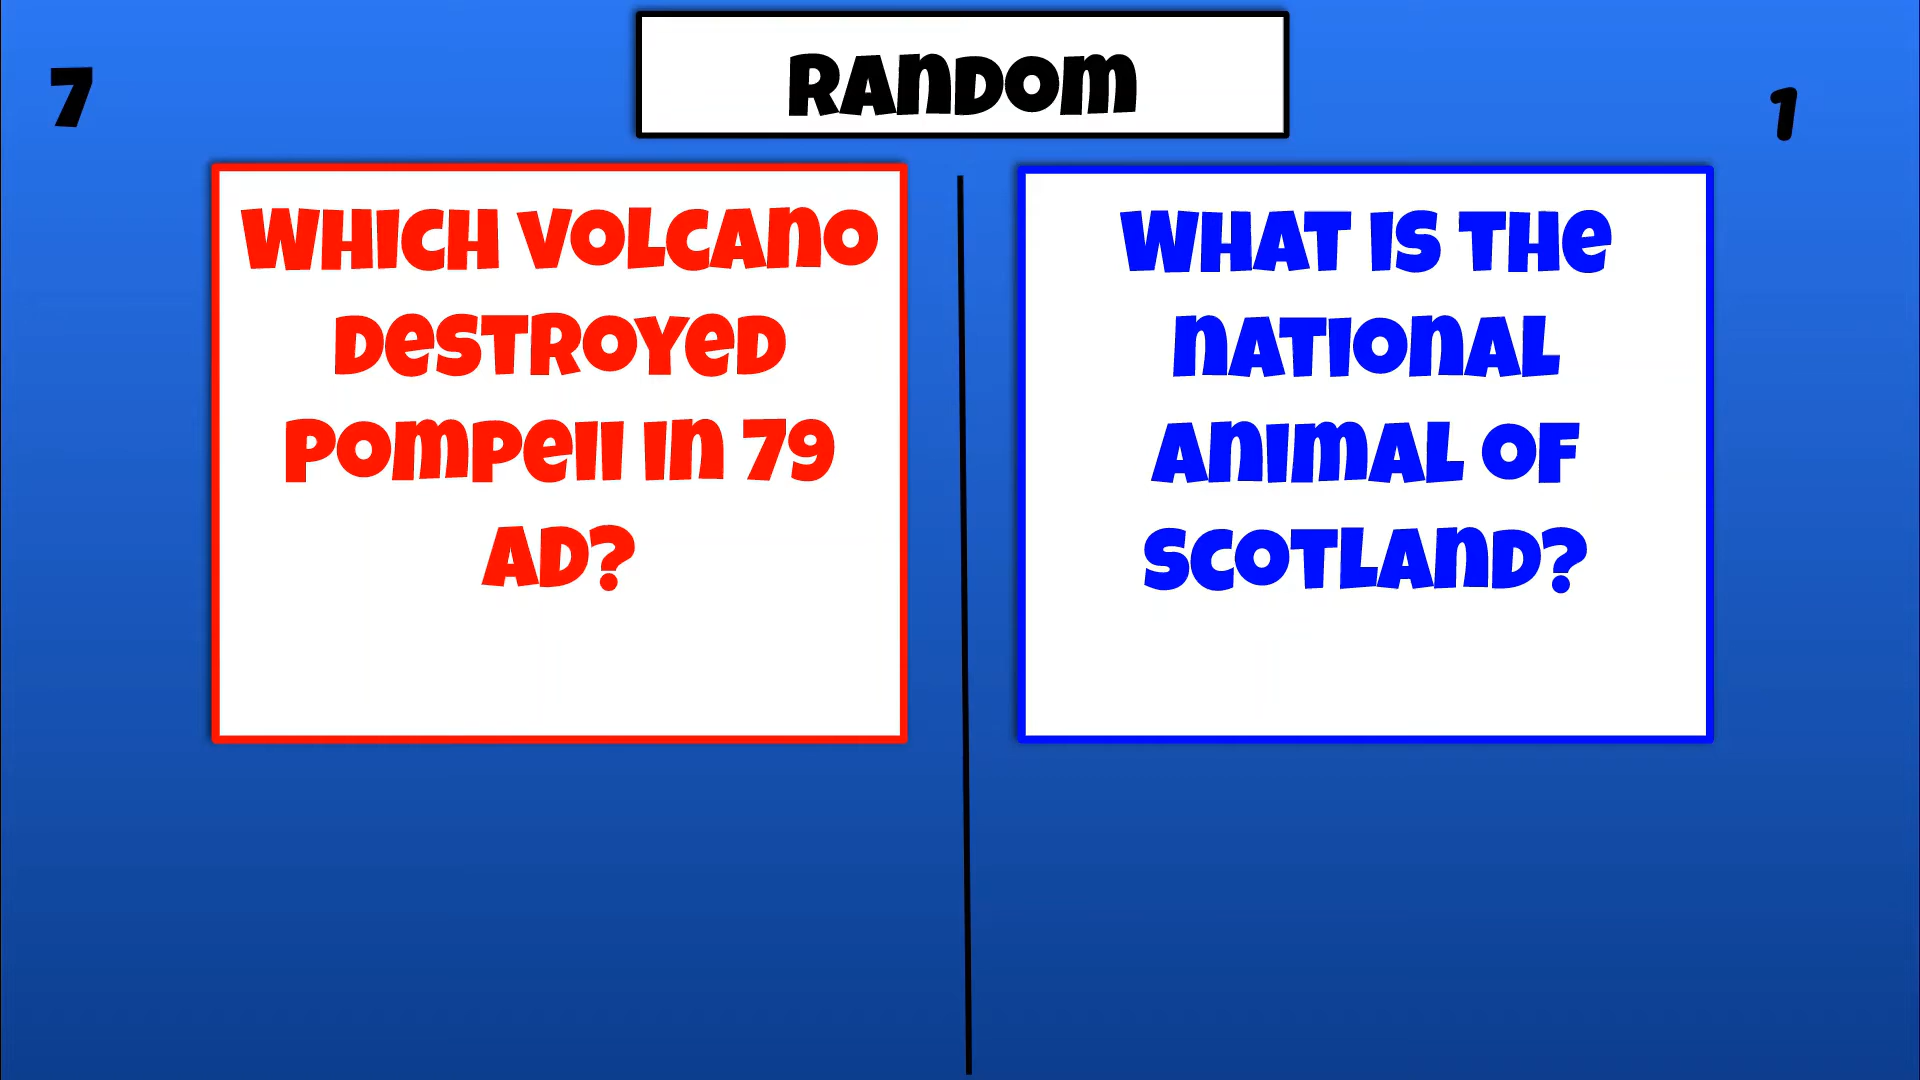 RANDOM
7
1
WHICH VOLCANO
DESTROYED
POMPEII IN 79
AD?
WHAT IS THE
NATIONAL
ANIMAL OF
SCOTLAND?